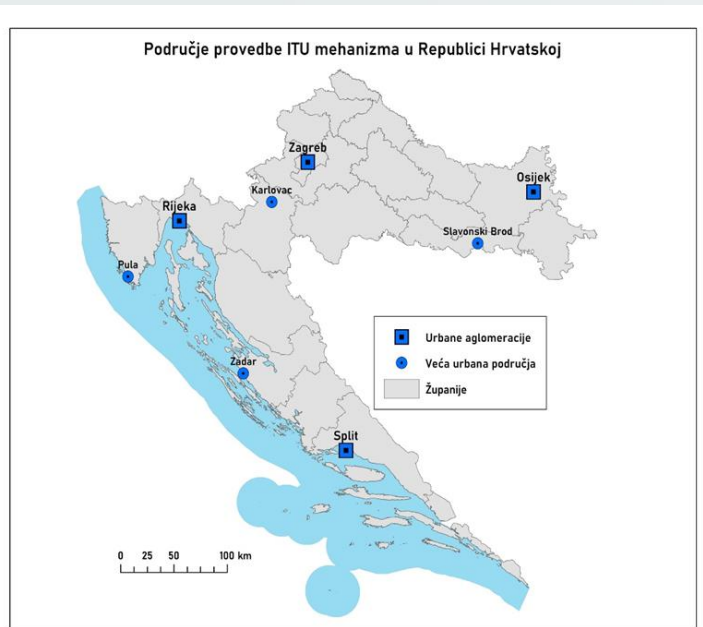 Područje provedbe ITU mehanizma u Republici Hrvatskoj
Zagreb
Osijek
Karlovac
Rijeka
Slavonski Brod
Pula
Zadar
Split
Urbane aglomeracije
Veća urbana područja
Županije
0 25 50 100 km